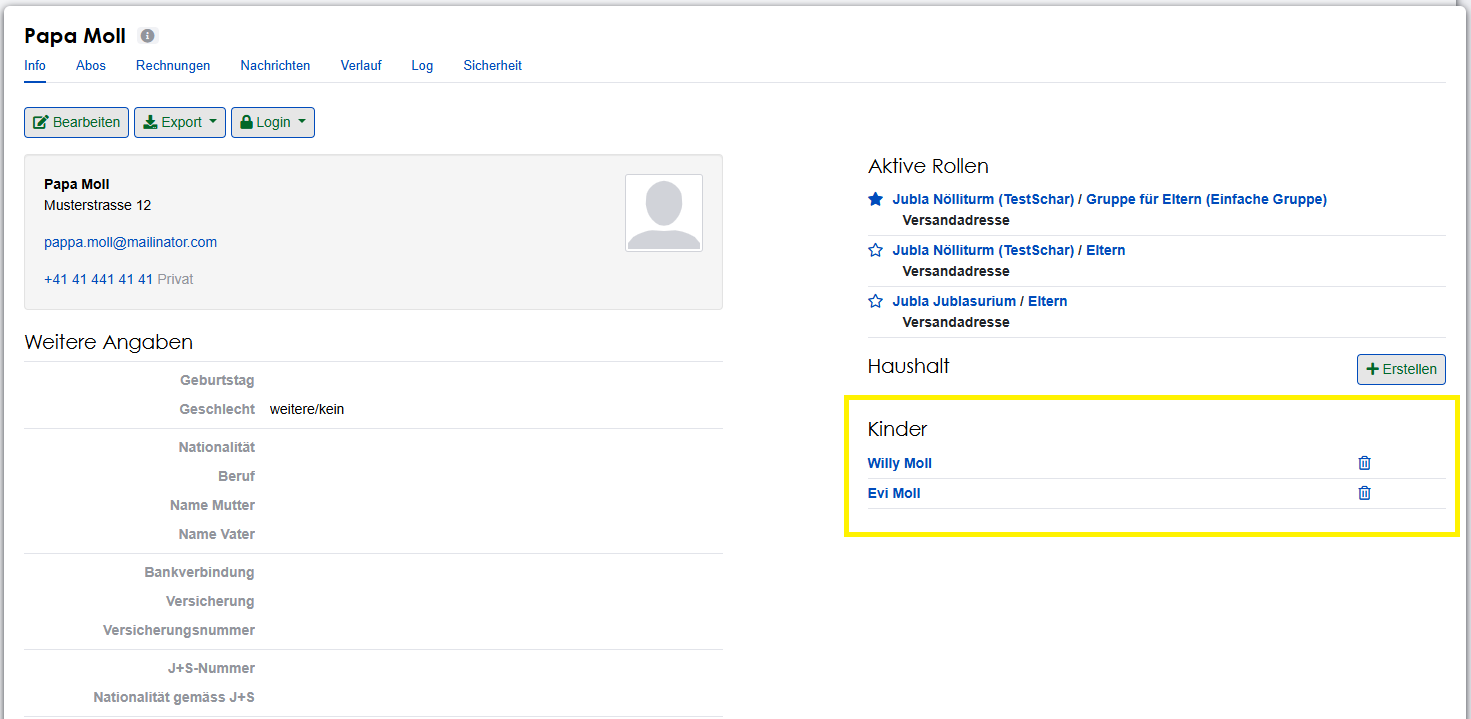 Papa Moll
Info Abos Rechnungen Nachrichten Verlauf Log Sicherheit
Bearbeiten Export Login
Papa Moll
Musterstrasse 12
pappa.moll@mailinator.com
+41 41 441 41 41 Privat
Weitere Angaben
Geburtstag
Geschlecht weitere/kein
Nationalität
Beruf
Name Mutter
Name Vater
Bankverbindung
Versicherung
Versicherungsnummer
J+S-Nummer
Nationalität gemäss J+S
Aktive Rollen
Jubla Nölliturm (TestSchar) / Gruppe für Eltern (Einfache Gruppe)
Versandadresse
Jubla Nölliturm (TestSchar) / Eltern
Versandadresse
Jubla Jublasurium / Eltern
Versandadresse
Haushalt
Erstellen
Kinder
Willy Moll
Evi Moll